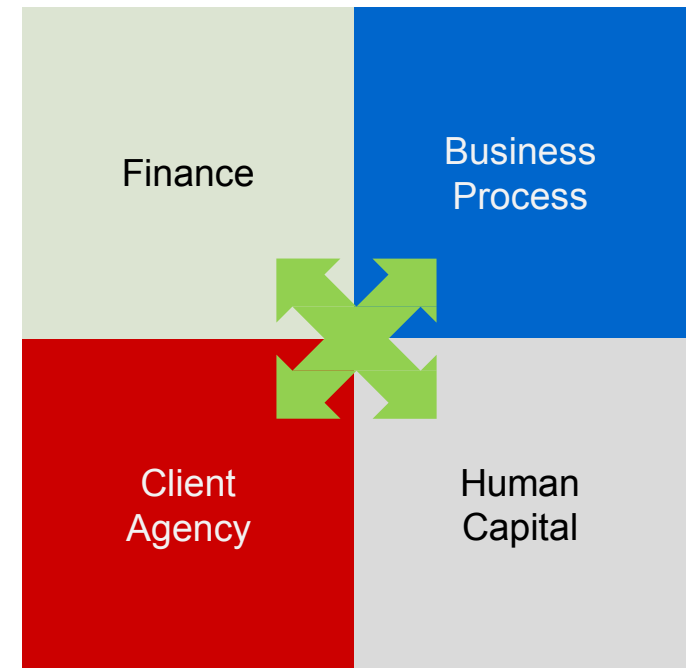 Finance
Business
Process
Client
Agency
Human
Capital